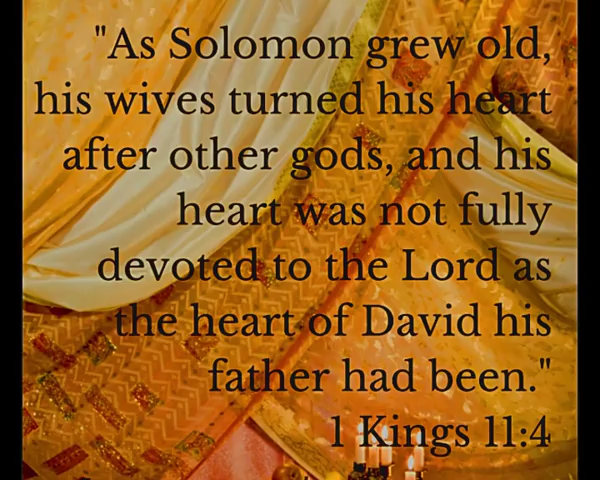 "As Solomon grew old,
his wives turned his heart
after other gods, and his
heart was not fully
devoted to the Lord as
the heart of David his
father had been."
1 Kings 11:4